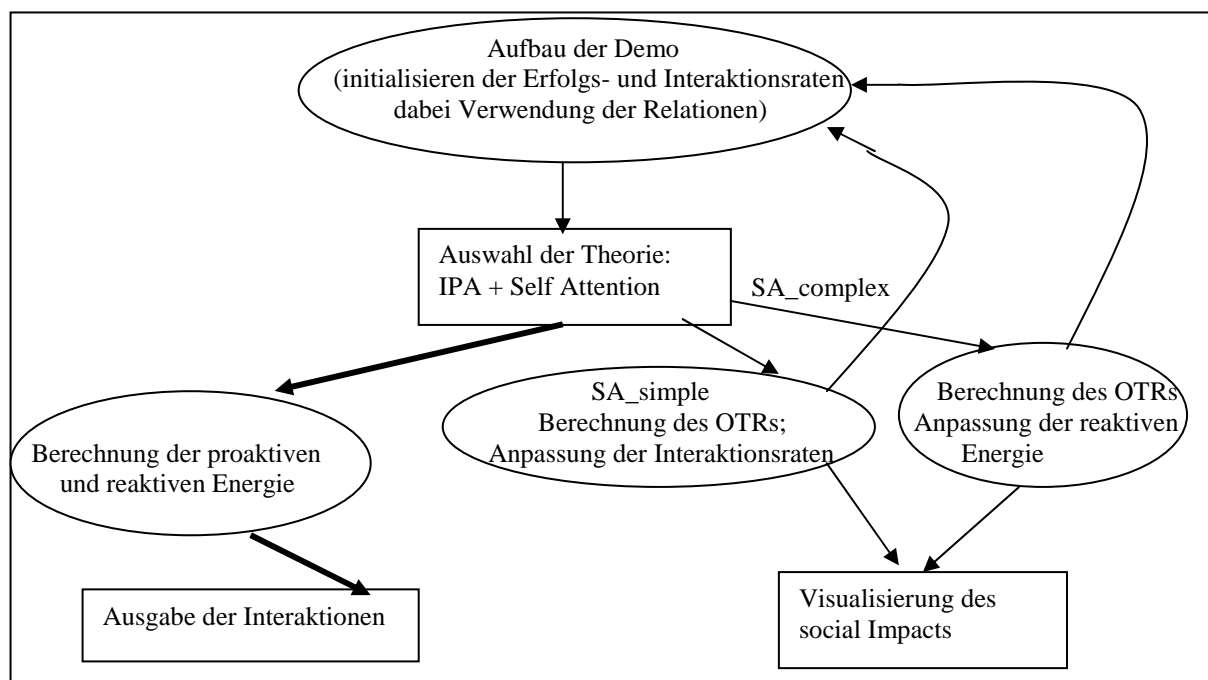 Aufbau der Demo
(initialisieren der Erfolgs- und Interaktionsraten
dabei Verwendung der Relationen)
Auswahl der Theorie:
IPA + Self Attention
SA_complex
SA_simple
Berechnung des OTRs;
Anpassung der Interaktionsraten
Berechnung des OTRs
Anpassung der reaktiven
Energie
Berechnung der proaktiven
und reaktiven Energie
Ausgabe der Interaktionen
Visualisierung des
social Impacts